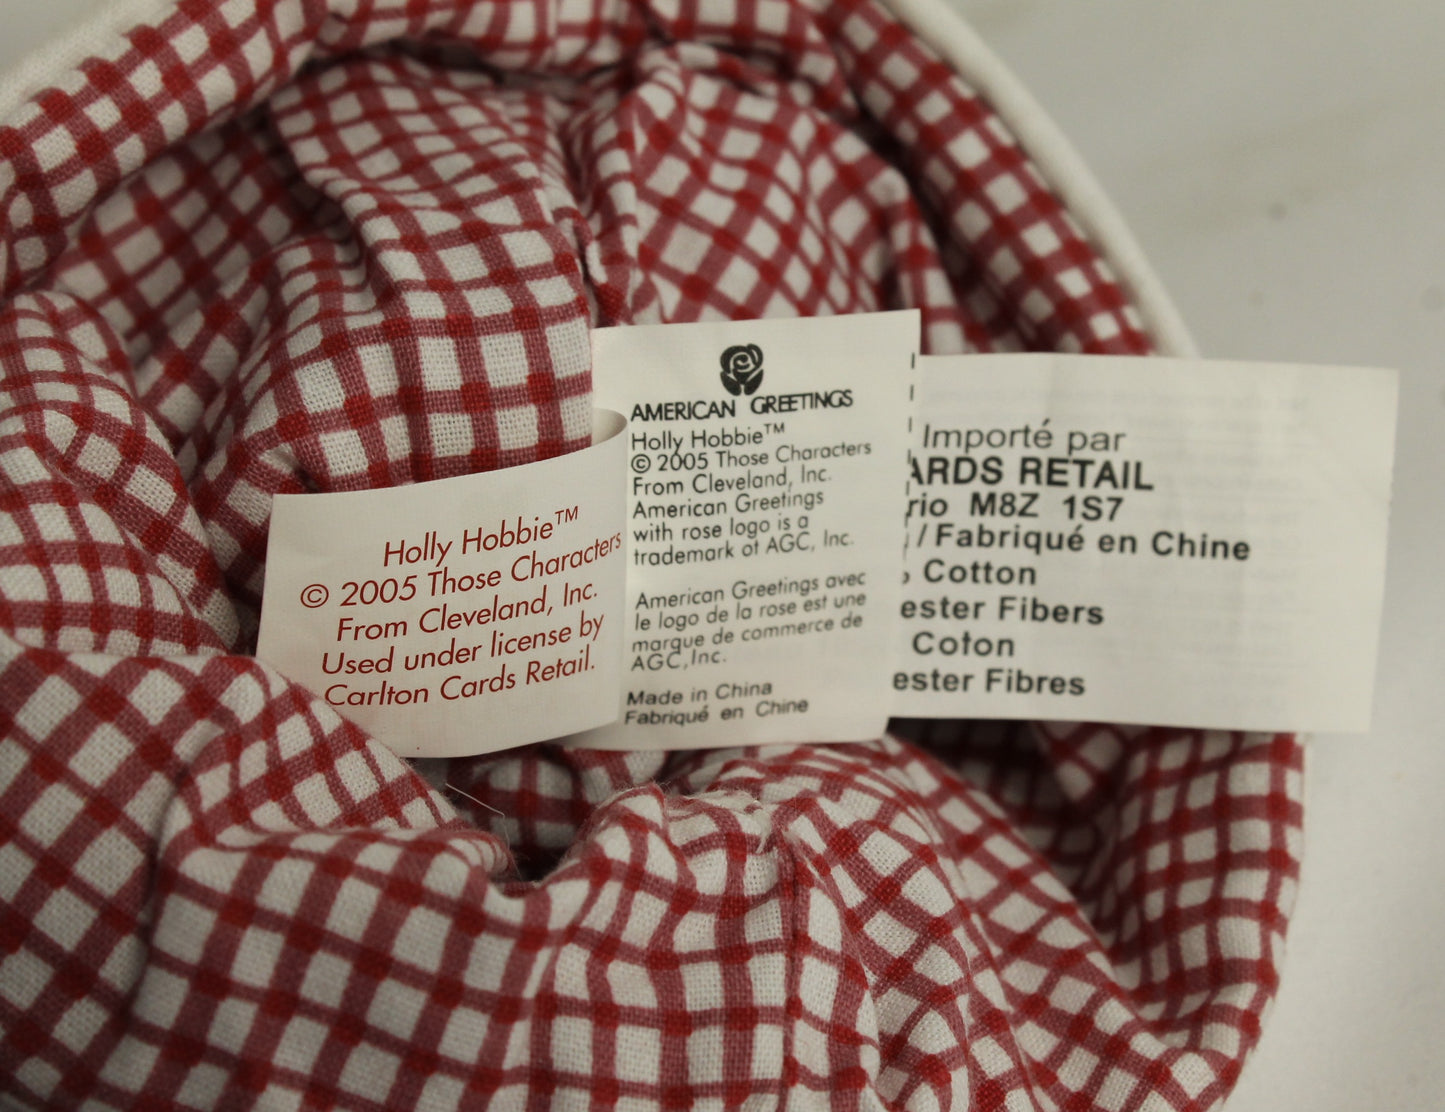 Holly Hobbie™
© 2005 Those Characters
From Cleveland, Inc.
Used under license by
Carlton Cards Retail.
AMERICAN GREETINGS
Holly Hobbie™
© 2005 Those Characters
From Cleveland, Inc.
American Greetings
with rose logo is a
trademark of AGC, Inc.
American Greetings avec
le logo de la rose est une
marque de commerce de
AGC, Inc.
Made in China
Fabriqué en Chine
Importé par
ARDS RETAIL
rio M8Z 1S7
/ Fabriqué en Chine
Cotton
ester Fibers
Coton
ester Fibres